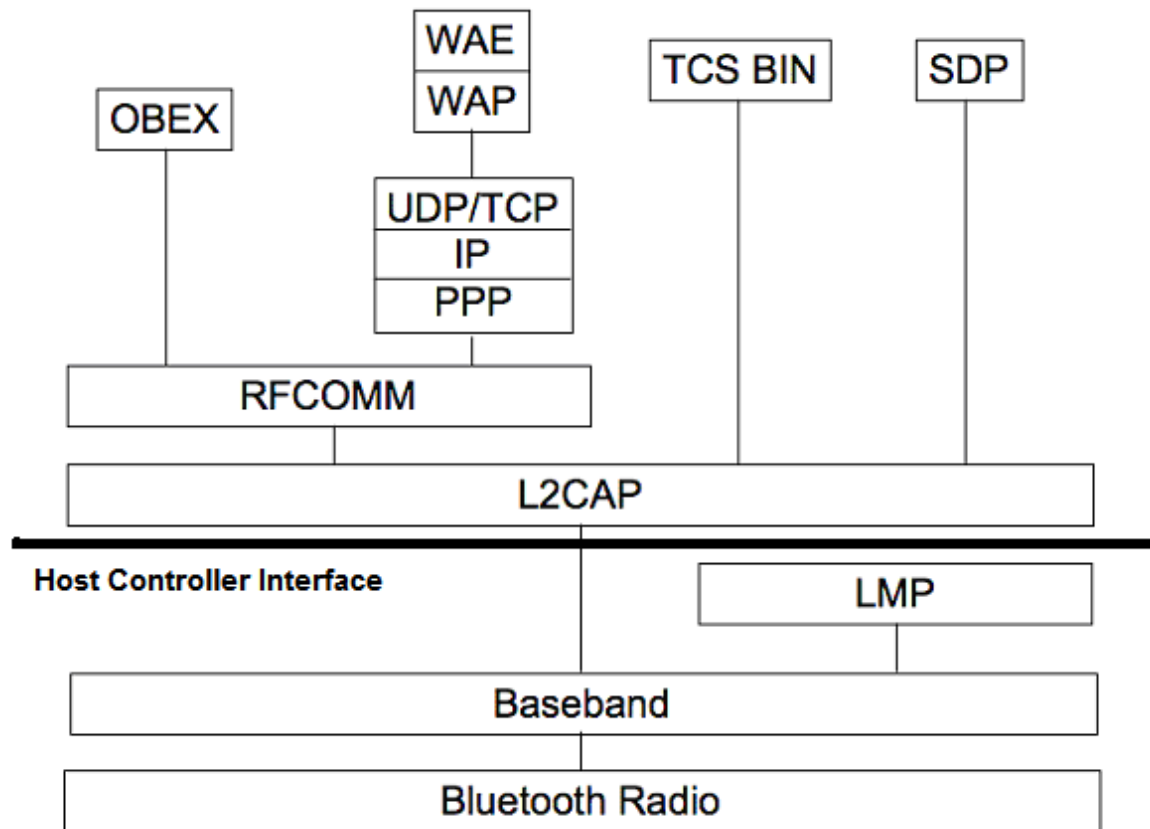 WAE
WAP
TCS BIN
SDP
OBEX
UDP/TCP
IP
PPP
RFCOMM
L2CAP
Host Controller Interface
LMP
Baseband
Bluetooth Radio